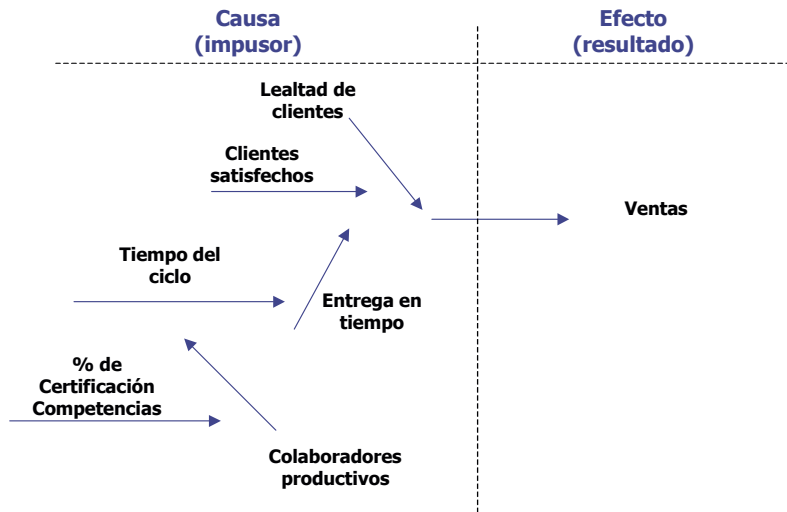 Causa
(impusor)
Efecto
(resultado)
Lealtad de
clientes
Clientes
satisfechos
Ventas
Tiempo del
ciclo
Entrega en
tiempo
% de
Certificación
Competencias
Colaboradores
productivos